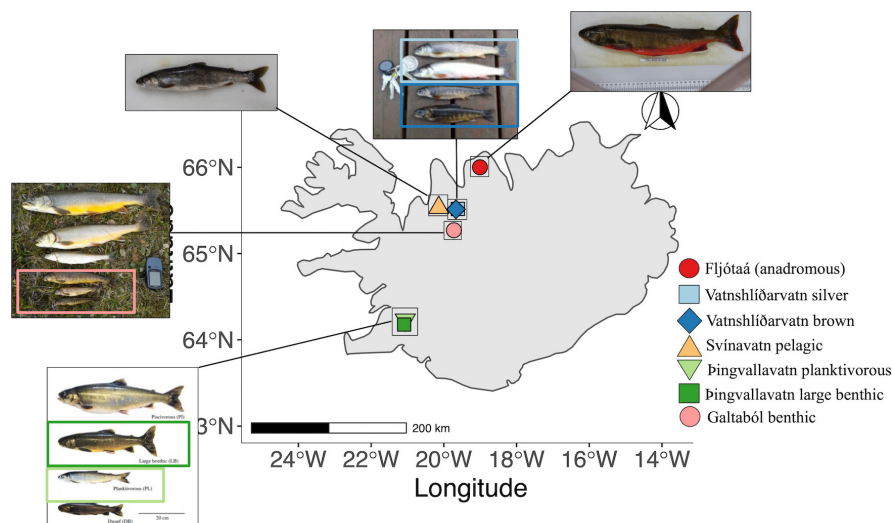 66°N
65°N
64°N
3°N
24°W 22°W 20°W 18°W 16°W 14°W
Longitude
200 km
Fljótaá (anadromous)
Vatnshlíðarvatn silver
Vatnshlíðarvatn brown
Svínavatn pelagic
Þingvallavatn planktivorous
Þingvallavatn large benthic
Galtaból benthic
Piscivorous (PI)
Large benthic (LB)
Planktivorous (PL)
Dwarf (DB)
20 cm